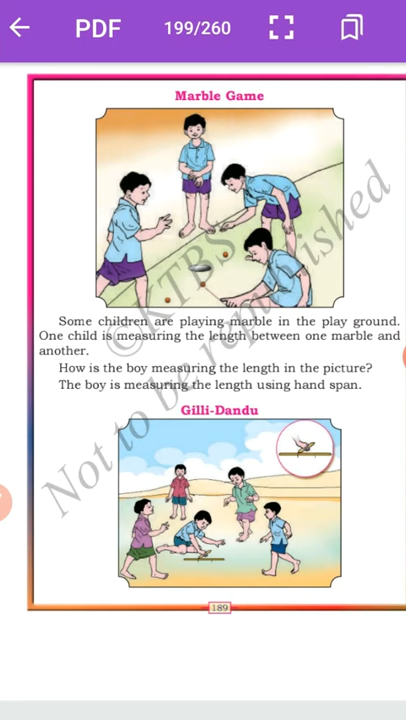 PDF 199/260
Marble Game
Some children are playing marble in the play ground.
One child is measuring the length between one marble and
another.
How is the boy measuring the length in the picture?
The boy is measuring the length using hand span.
Gilli-Dandu
©KTBS
Not to be republished
189